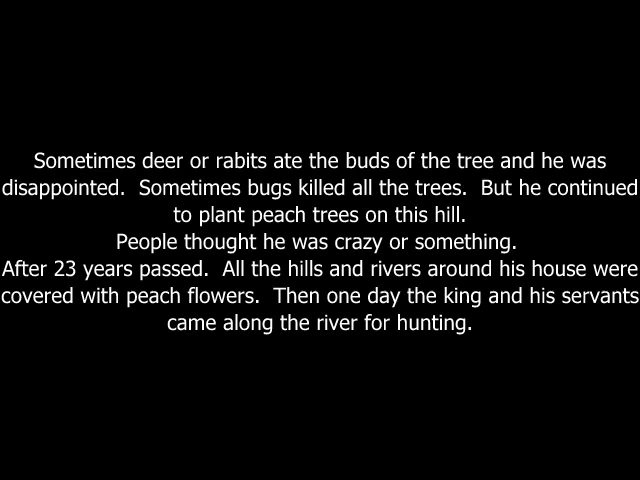 Sometimes deer or rabits ate the buds of the tree and he was
disappointed.  Sometimes bugs killed all the trees.  But he continued
to plant peach trees on this hill.
People thought he was crazy or something.
After 23 years passed.  All the hills and rivers around his house were
covered with peach flowers.  Then one day the king and his servants
came along the river for hunting.